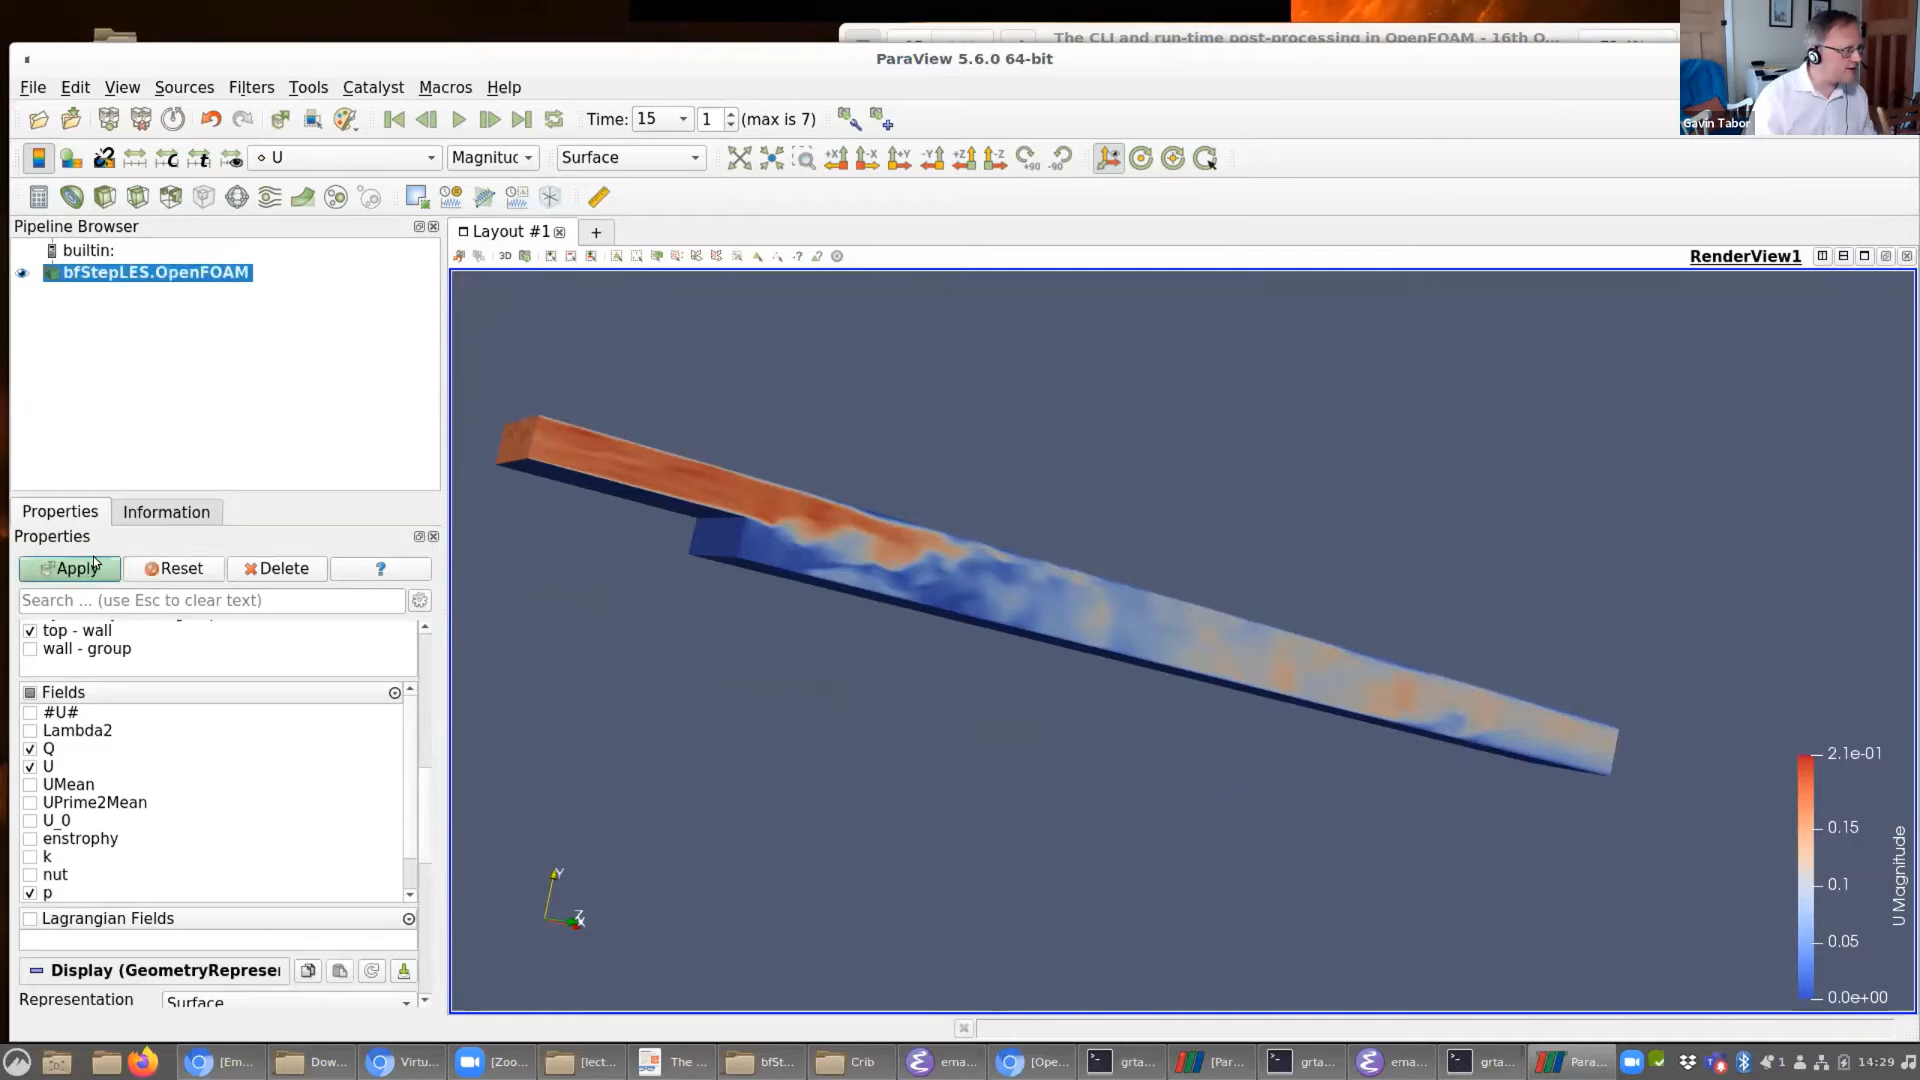 The CLI and run-time post-processing in OpenFOAM - 16th O...
ParaView 5.6.0 64-bit
Gavin Tabor
File Edit View Sources Filters Tools Catalyst Macros Help
Time: 15 1 (max is 7)
U Magnituc Surface
+X -X +Y -Y +Z -Z +90 -90
Pipeline Browser
Layout #1 +
builtin:
3D
RenderView1
bfStepLES.OpenFOAM
Properties Information
Properties
Apply Reset Delete ?
Search ... (use Esc to clear text)
top - wall
wall - group
Fields
#U#
Lambda2
Q
U
UMean
UPrime2Mean
U_0
enstrophy
k
nut
p
Lagrangian Fields
Display (GeometryRepresei
Representation Surface
Y
Z
X
2.1e-01
0.15
0.1
0.05
0.0e+00
U Magnitude
[Em... Dow... Virtu... [Zoo... [lect... The ... bfSt... Crib ema... [Ope... grta... [Par... grta... ema... grta... Para... 1 14:29